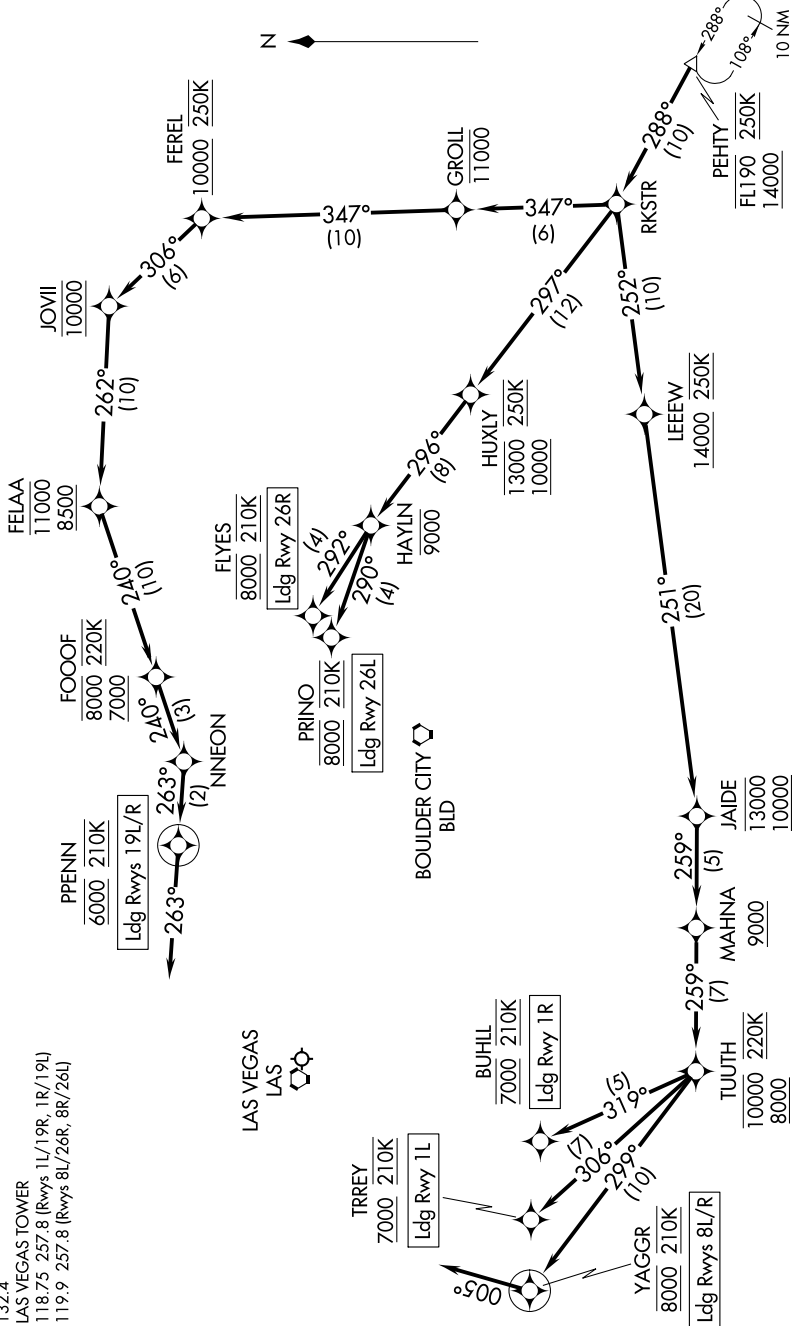 132.4
LAS VEGAS TOWER
118.75 257.8 (Rwys 1L/19R, 1R/19L)
119.9 257.8 (Rwys 8L/26R, 8R/26L)
N
FEREL
10000 250K
JOVII
10000
306°
(6)
347°
(10)
GROLL
11000
347°
(6)
RKSTR
288°
(10)
PEHTY
FL190 250K
14000
288°
108°
10 NM
262°
(10)
FELAA
11000
8500
240°
(10)
FOOOF
8000 220K
7000
240°
(3)
NNEON
263°
(2)
PPENN
6000 210K
Ldg Rwys 19L/R
263°
297°
(12)
HUXLY
13000 250K
10000
296°
(8)
HAYLN
9000
292°
(4)
FLYES
8000 210K
Ldg Rwy 26R
290°
(4)
PRINO
8000 210K
Ldg Rwy 26L
252°
(10)
LEEEW
14000 250K
251°
(20)
JAIDE
13000
10000
259°
(5)
MAHNA
9000
259°
(7)
TUUTH
10000 220K
8000
BOULDER CITY
BLD
LAS VEGAS
LAS
319°
(5)
BUHLL
7000 210K
Ldg Rwy 1R
306°
(7)
TRREY
7000 210K
Ldg Rwy 1L
299°
(10)
YAGGR
8000 210K
Ldg Rwys 8L/R
005°